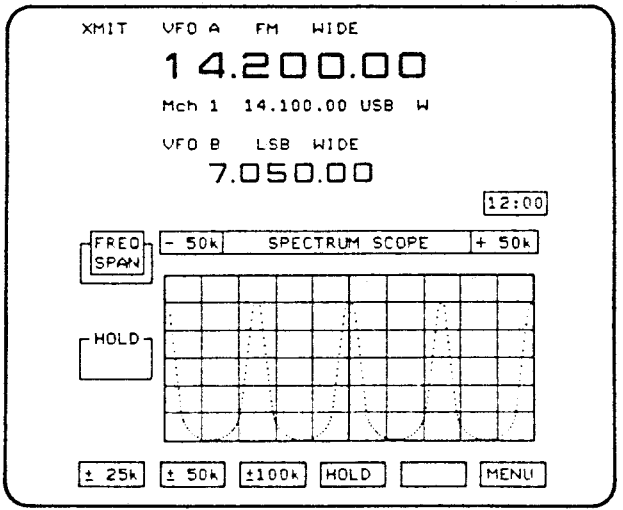 XMIT VFO A FM WIDE
14.200.00
Mch 1 14.100.00 USB W
VFO B LSB WIDE
7.050.00
12:00
FREQ
SPAN
- 50k SPECTRUM SCOPE + 50k
HOLD
± 25k ± 50k ±100k HOLD MENU